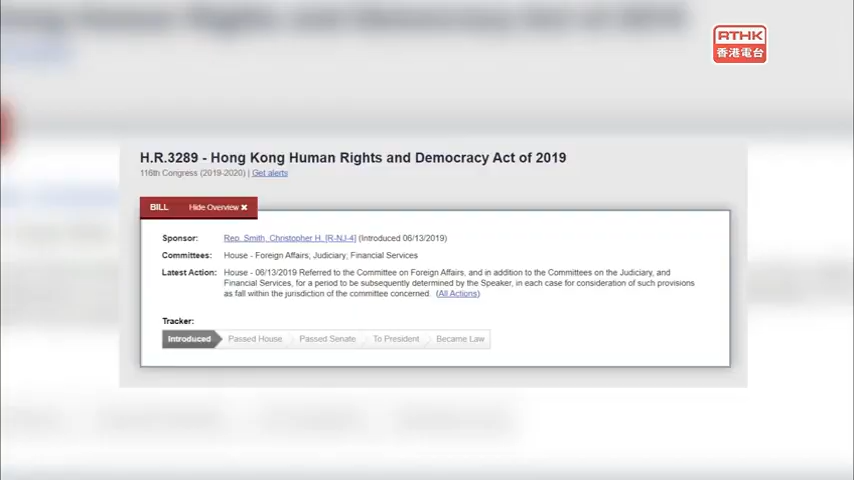 RTHK
香港電台
H.R.3289 - Hong Kong Human Rights and Democracy Act of 2019
116th Congress (2019-2020) | Get alerts
BILL Hide Overview ✖
Sponsor: Rep. Smith, Christopher H. [R-NJ-4] (Introduced 06/13/2019)
Committees: House - Foreign Affairs, Judiciary, Financial Services
Latest Action: House - 06/13/2019 Referred to the Committee on Foreign Affairs, and in addition to the Committees on the Judiciary, and
Financial Services, for a period to be subsequently determined by the Speaker, in each case for consideration of such provisions
as fall within the jurisdiction of the committee concerned. (All Actions)
Tracker:
Introduced Passed House Passed Senate To President Became Law